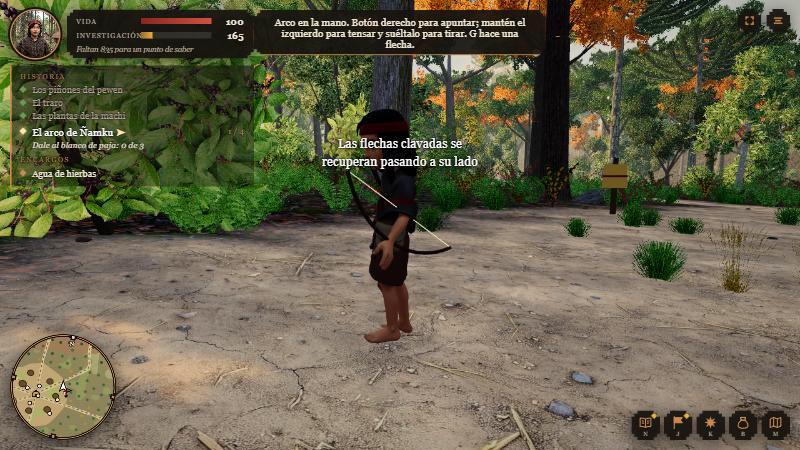 VIDA 100
INVESTIGACIÓN 165
Faltan 835 para un punto de saber
Arco en la mano. Botón derecho para apuntar; mantén el
izquierdo para tensar y suéltalo para tirar. G hace una
flecha.
HISTORIA
Los piñones del pewen
El traro
Las plantas de la machi
El arco de Ñamku 1 / 4
Dale al blanco de paja: 0 de 3
ENCARGOS
Agua de hierbas
Las flechas clavadas se
recuperan pasando a su lado
N J K B M